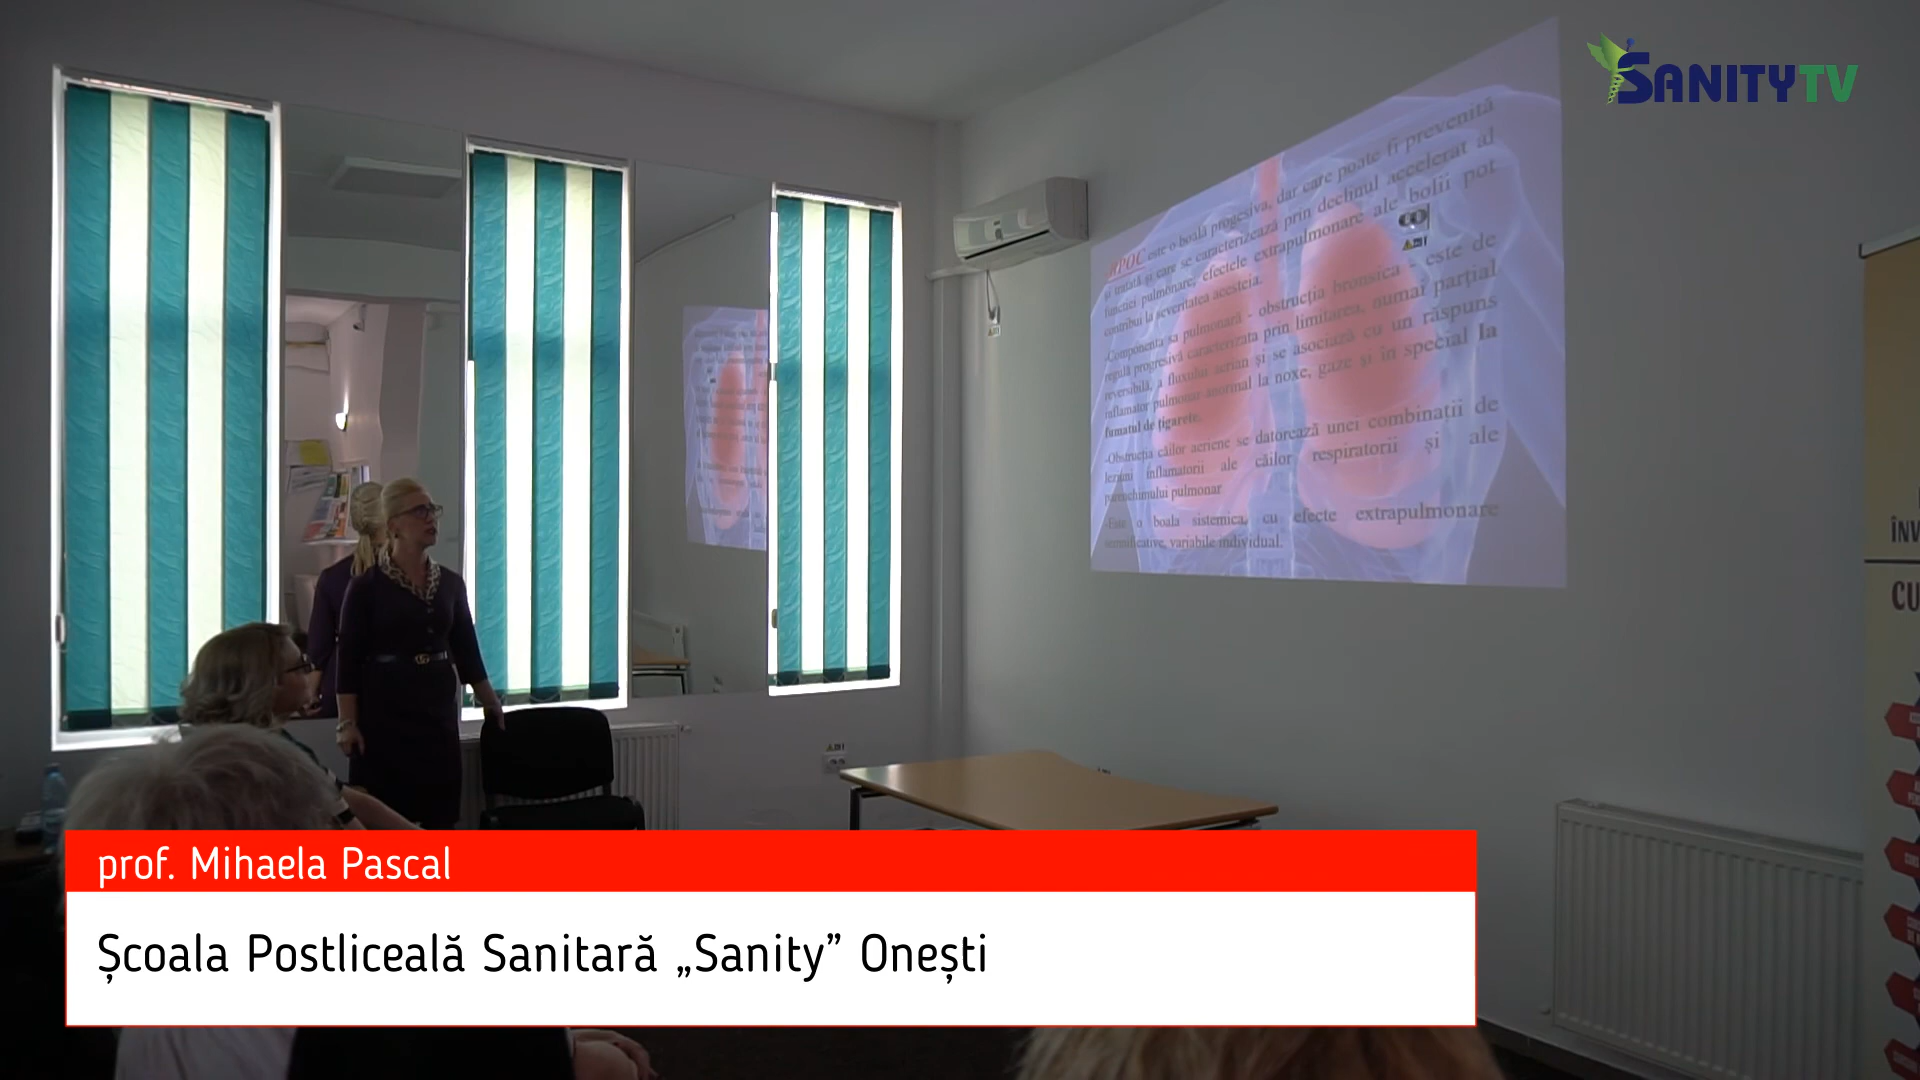 SANITYTV
BPOC este o boală progesiva, dar care poate fi prevenită
și tratată și care se caracterizează prin declinul accelerat al
funcției pulmonare, efectele extrapulmonare ale bolii pot
contribui la severitatea acesteia.
-Componenta sa pulmonară - obstrucția bronsica - este de
regulă progresivă caracterizata prin limitarea, numai parțial
reversibilă, a fluxului aerian și se asociază cu un răspuns
inflamator pulmonar anormal la noxe, gaze și în special la
fumatul de țigarete.
-Obstrucția căilor aeriene se datorează unei combinații de
leziuni inflamatorii ale căilor respiratorii și ale
parenchimului pulmonar
-Este o boala sistemica, cu efecte extrapulmonare
semnificative, variabile individual.
ÎNV
CU
prof. Mihaela Pascal
Școala Postliceală Sanitară „Sanity” Onești